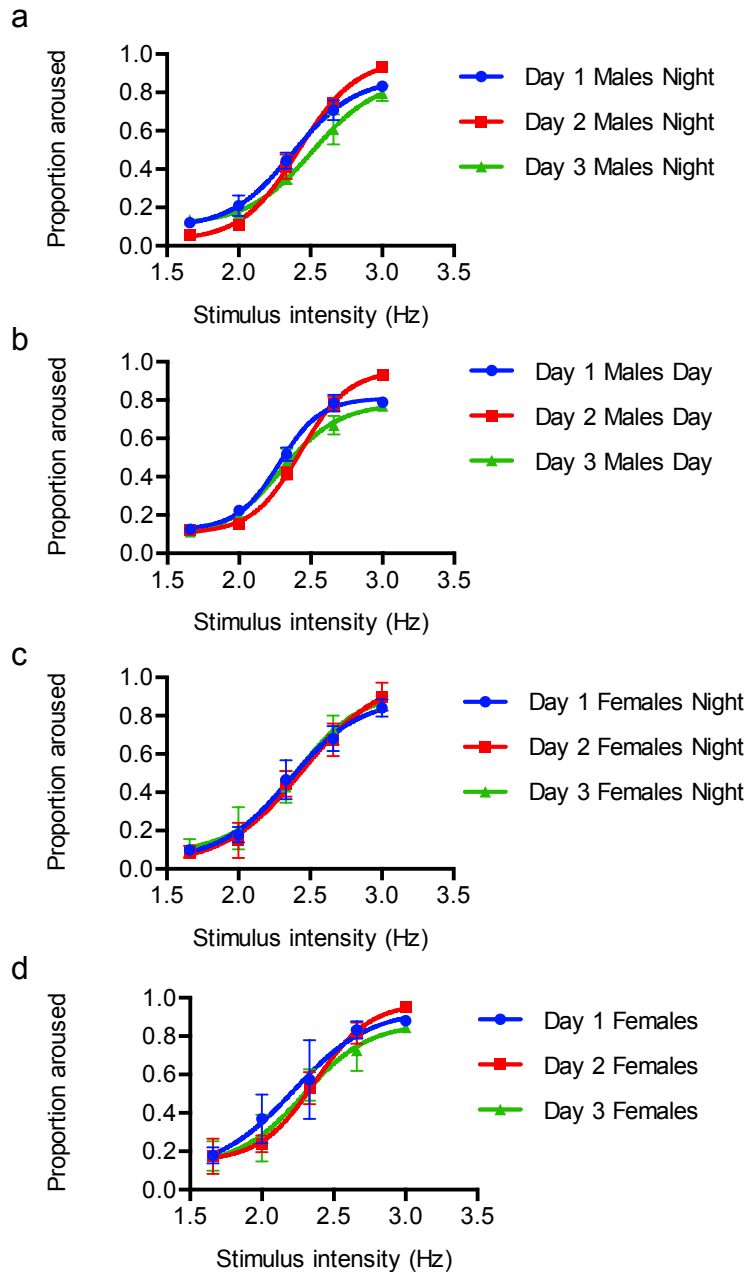 a
Proportion aroused
1.0
0.8
0.6
0.4
0.2
0.0
1.5 2.0 2.5 3.0 3.5
Stimulus intensity (Hz)
Day 1 Males Night
Day 2 Males Night
Day 3 Males Night
b
Proportion aroused
1.0
0.8
0.6
0.4
0.2
0.0
1.5 2.0 2.5 3.0 3.5
Stimulus intensity (Hz)
Day 1 Males Day
Day 2 Males Day
Day 3 Males Day
c
Proportion aroused
1.0
0.8
0.6
0.4
0.2
0.0
1.5 2.0 2.5 3.0 3.5
Stimulus intensity (Hz)
Day 1 Females Night
Day 2 Females Night
Day 3 Females Night
d
Proportion aroused
1.0
0.8
0.6
0.4
0.2
0.0
1.5 2.0 2.5 3.0 3.5
Stimulus intensity (Hz)
Day 1 Females
Day 2 Females
Day 3 Females